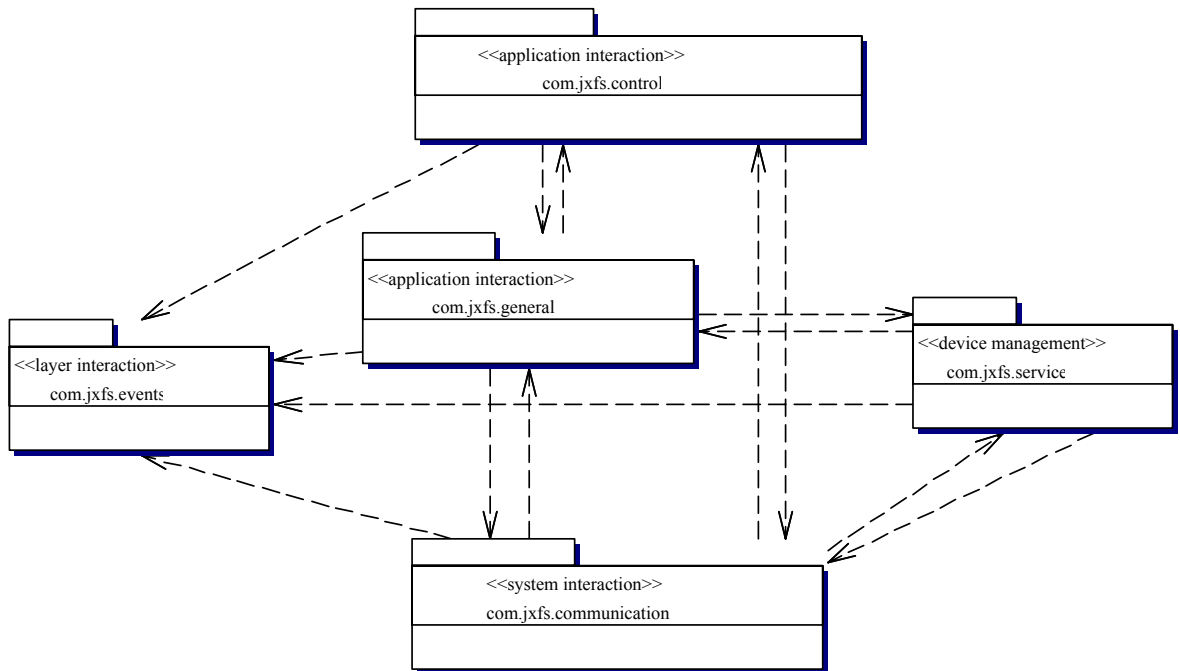 <<application interaction>>
com.jxfs.control
<<application interaction>>
com.jxfs.general
<<layer interaction>>
com.jxfs.events
<<device management>>
com.jxfs.service
<<system interaction>>
com.jxfs.communication